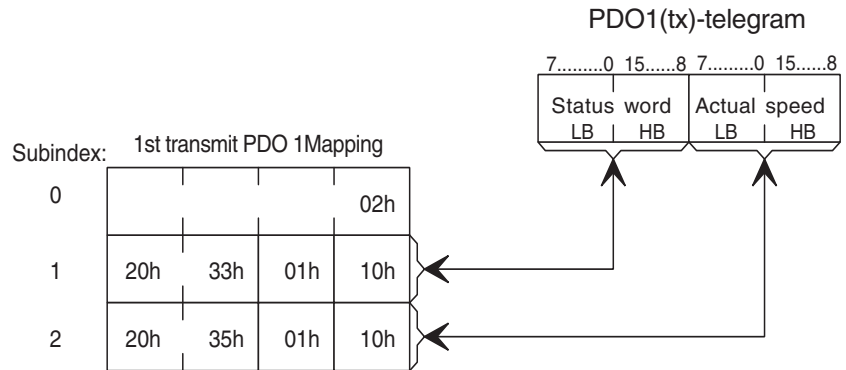 PDO1(tx)-telegram
7.........0 15......8 7.........0 15......8
Status word Actual speed
LB HB LB HB
Subindex: 1st transmit PDO 1Mapping
0 02h
1 20h 33h 01h 10h
2 20h 35h 01h 10h